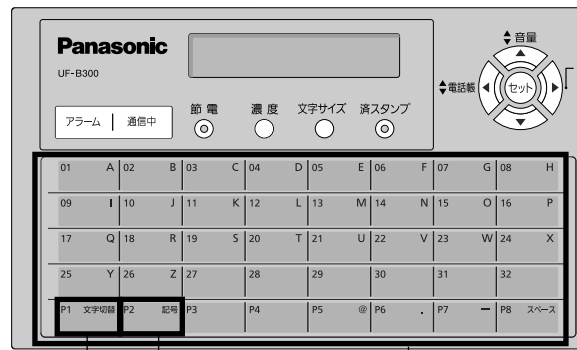 Panasonic
UF-B300
音量
電話帳
セット
アラーム 通信中
節電 濃度 文字サイズ 済スタンプ
01 A 02 B 03 C 04 D 05 E 06 F 07 G 08 H
09 I 10 J 11 K 12 L 13 M 14 N 15 O 16 P
17 Q 18 R 19 S 20 T 21 U 22 V 23 W 24 X
25 Y 26 Z 27 28 29 30 31 32
P1 文字切替 P2 記号 P3 P4 P5 @ P6 . P7 － P8 スペース